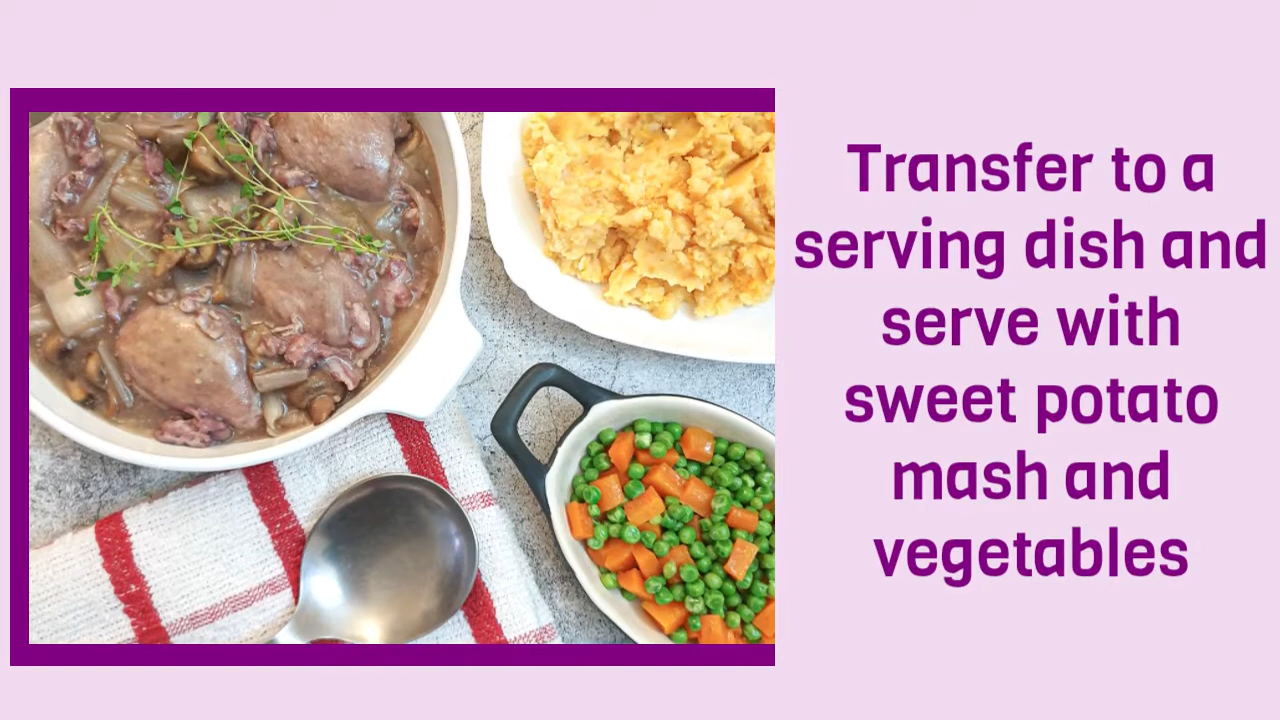 Transfer to a
serving dish and
serve with
sweet potato
mash and
vegetables